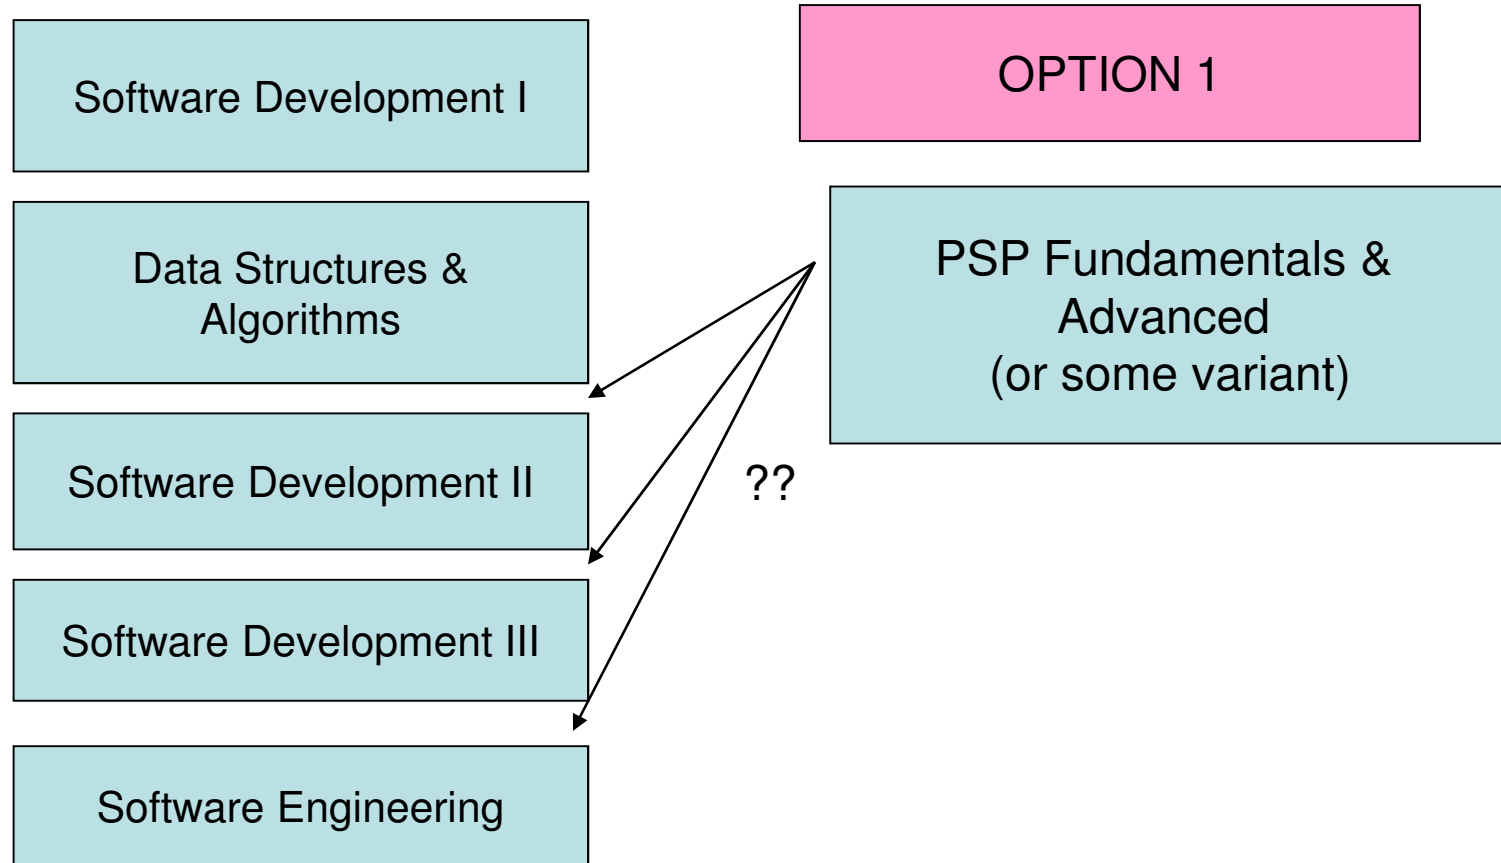 Software Development I
OPTION 1
Data Structures &
Algorithms
PSP Fundamentals &
Advanced
(or some variant)
Software Development II
??
Software Development III
Software Engineering